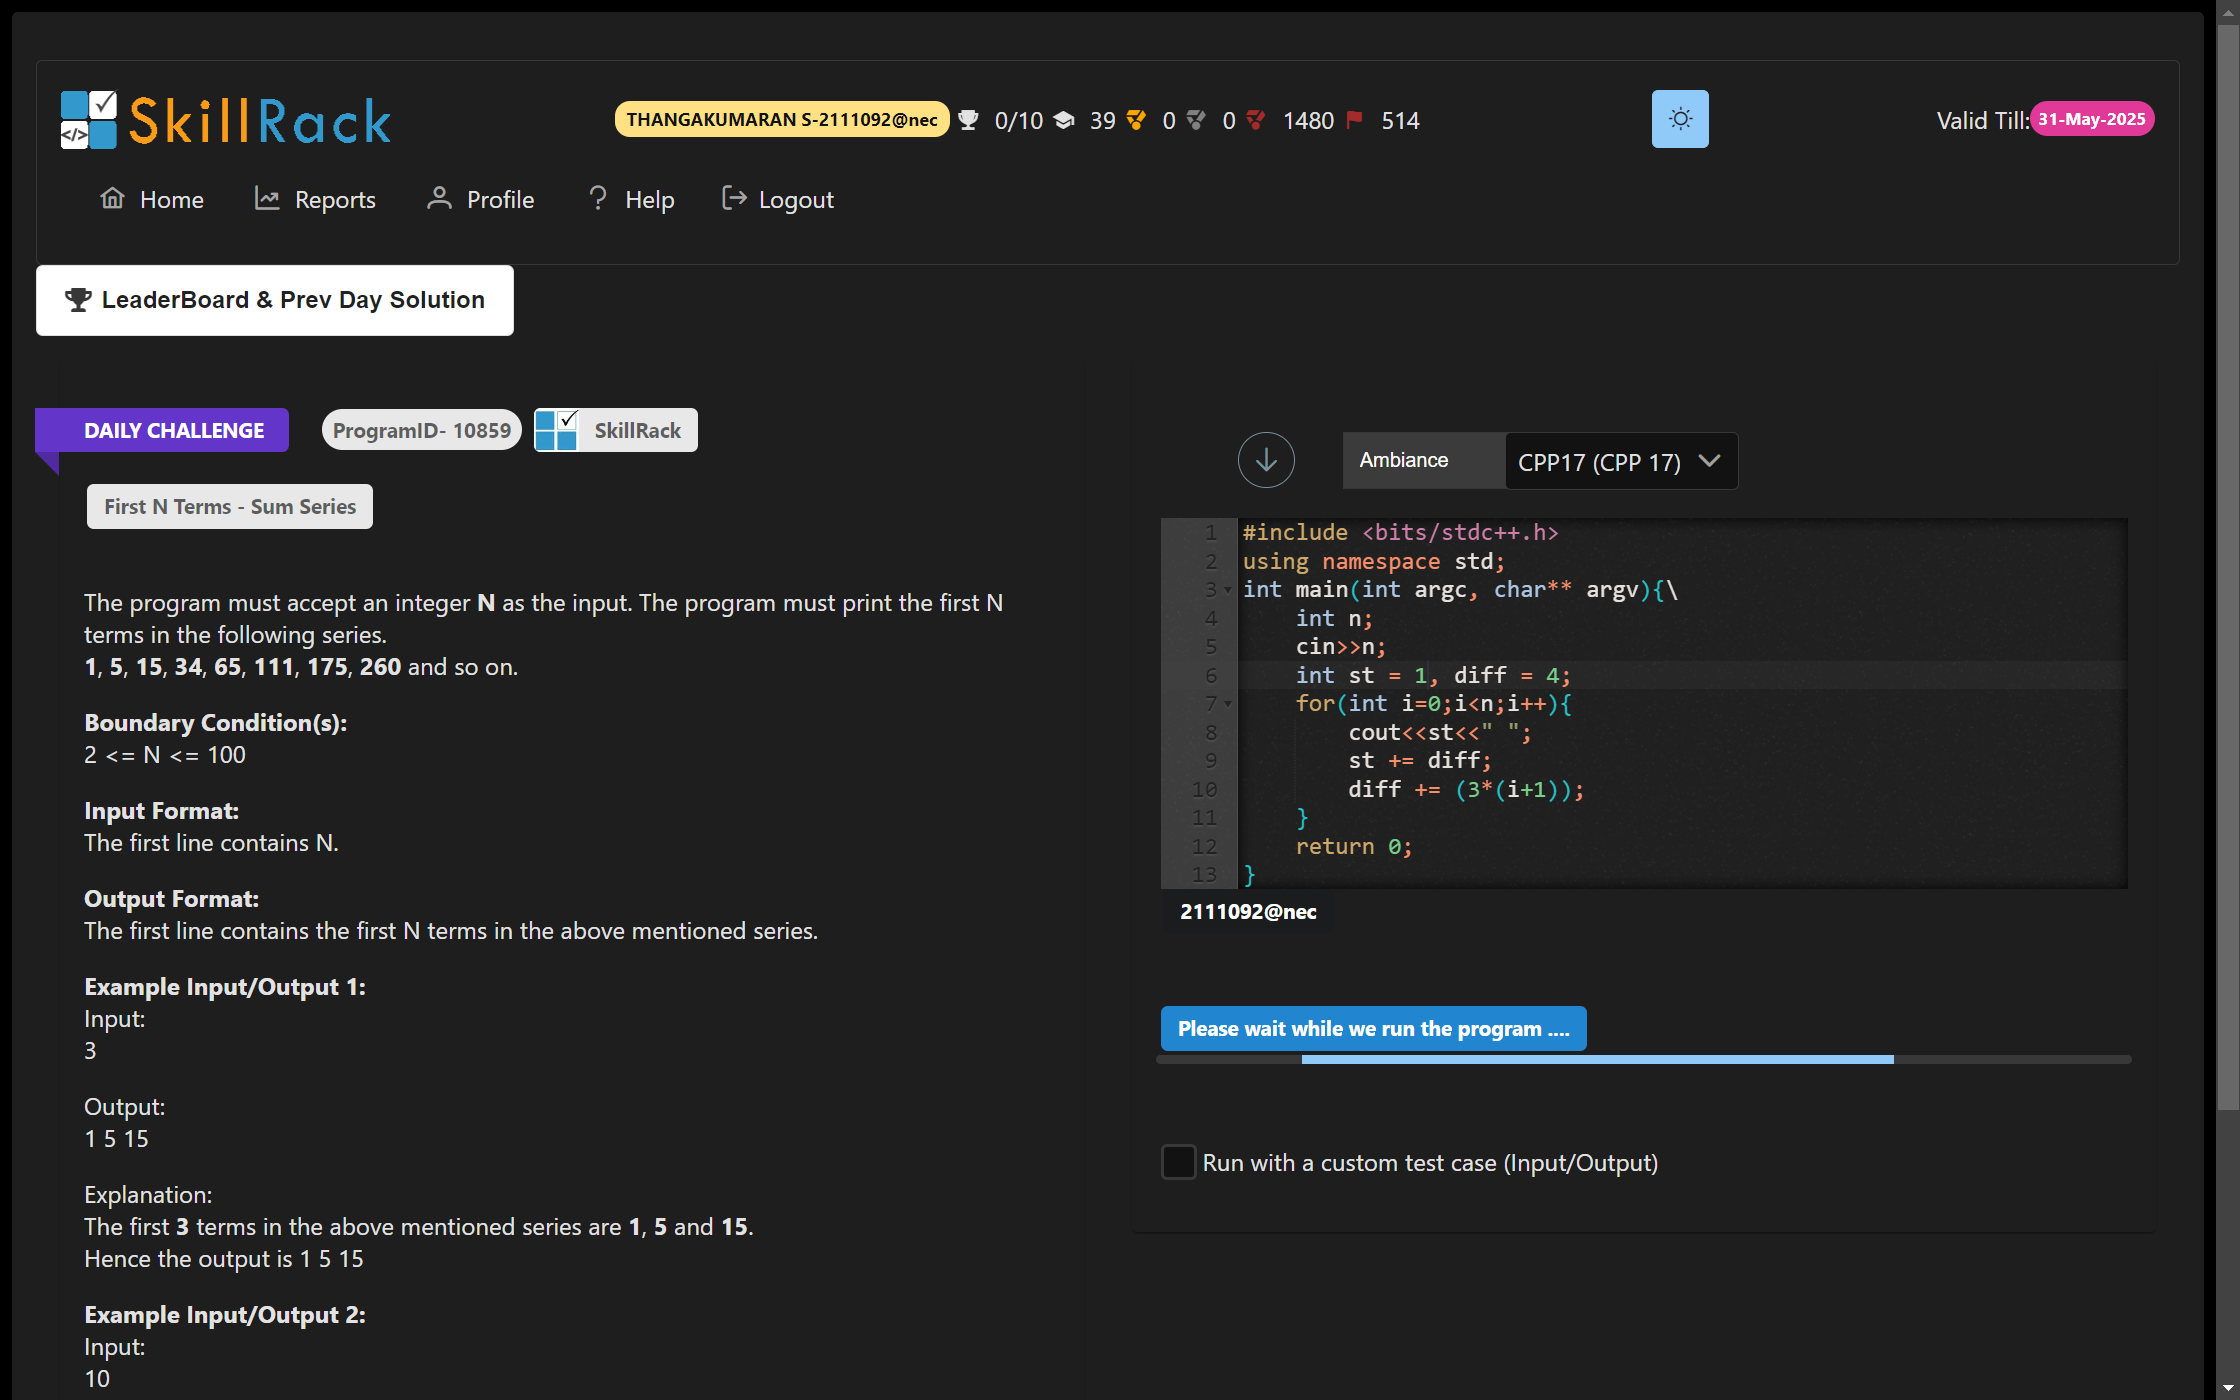 SkillRack
THANGAKUMARAN S-2111092@nec 0/10 39 0 0 1480 514
Valid Till: 31-May-2025
Home Reports Profile ? Help Logout
LeaderBoard & Prev Day Solution
DAILY CHALLENGE ProgramID- 10859 SkillRack
First N Terms - Sum Series
The program must accept an integer N as the input. The program must print the first N
terms in the following series.
1, 5, 15, 34, 65, 111, 175, 260 and so on.
Boundary Condition(s):
2 <= N <= 100
Input Format:
The first line contains N.
Output Format:
The first line contains the first N terms in the above mentioned series.
Example Input/Output 1:
Input:
3
Output:
1 5 15
Explanation:
The first 3 terms in the above mentioned series are 1, 5 and 15.
Hence the output is 1 5 15
Example Input/Output 2:
Input:
10
Ambiance CPP17 (CPP 17)
1 #include <bits/stdc++.h>
2 using namespace std;
3 int main(int argc, char** argv){\
4 int n;
5 cin>>n;
6 int st = 1, diff = 4;
7 for(int i=0;i<n;i++){
8 cout<<st<<" ";
9 st += diff;
10 diff += (3*(i+1));
11 }
12 return 0;
13 }
2111092@nec
Please wait while we run the program ....
Run with a custom test case (Input/Output)